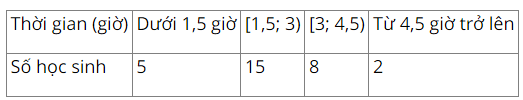 Thời gian (giờ) Dưới 1,5 giờ [1,5; 3) [3; 4,5) Từ 4,5 giờ trở lên
Số học sinh 5 15 8 2